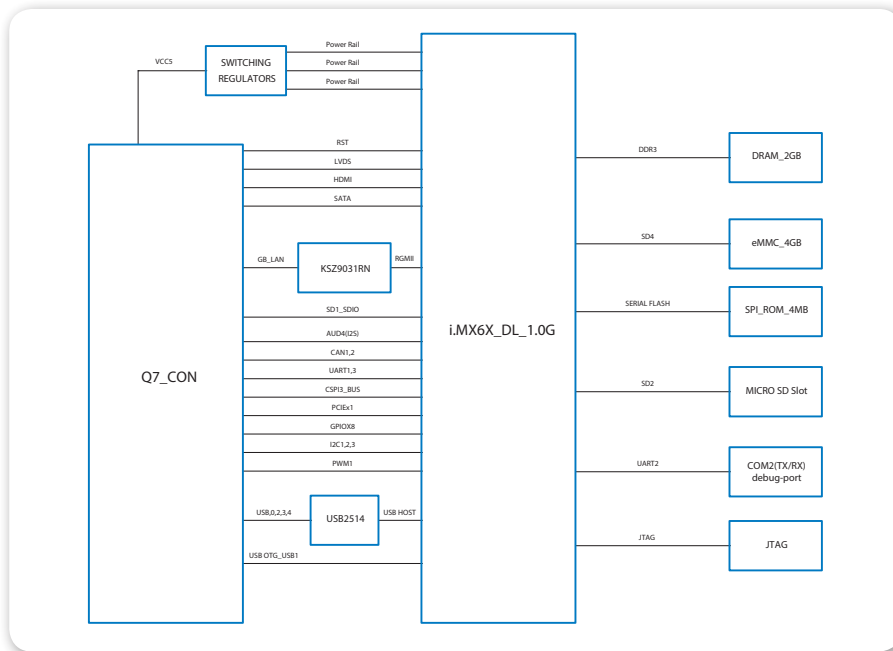 Power Rail
VCC5
SWITCHING
REGULATORS
Power Rail
Power Rail
RST
LVDS
HDMI
SATA
GB_LAN
KSZ9031RN
RGMII
SD1_SDIO
AUD4(I2S)
CAN1,2
UART1,3
CSPI3_BUS
PCIEx1
GPIOX8
I2C1,2,3
PWM1
USB,0,2,3,4
USB2514
USB HOST
USB OTG_USB1
Q7_CON
i.MX6X_DL_1.0G
DDR3
DRAM_2GB
SD4
eMMC_4GB
SERIAL FLASH
SPI_ROM_4MB
SD2
MICRO SD Slot
UART2
COM2(TX/RX)
debug-port
JTAG
JTAG